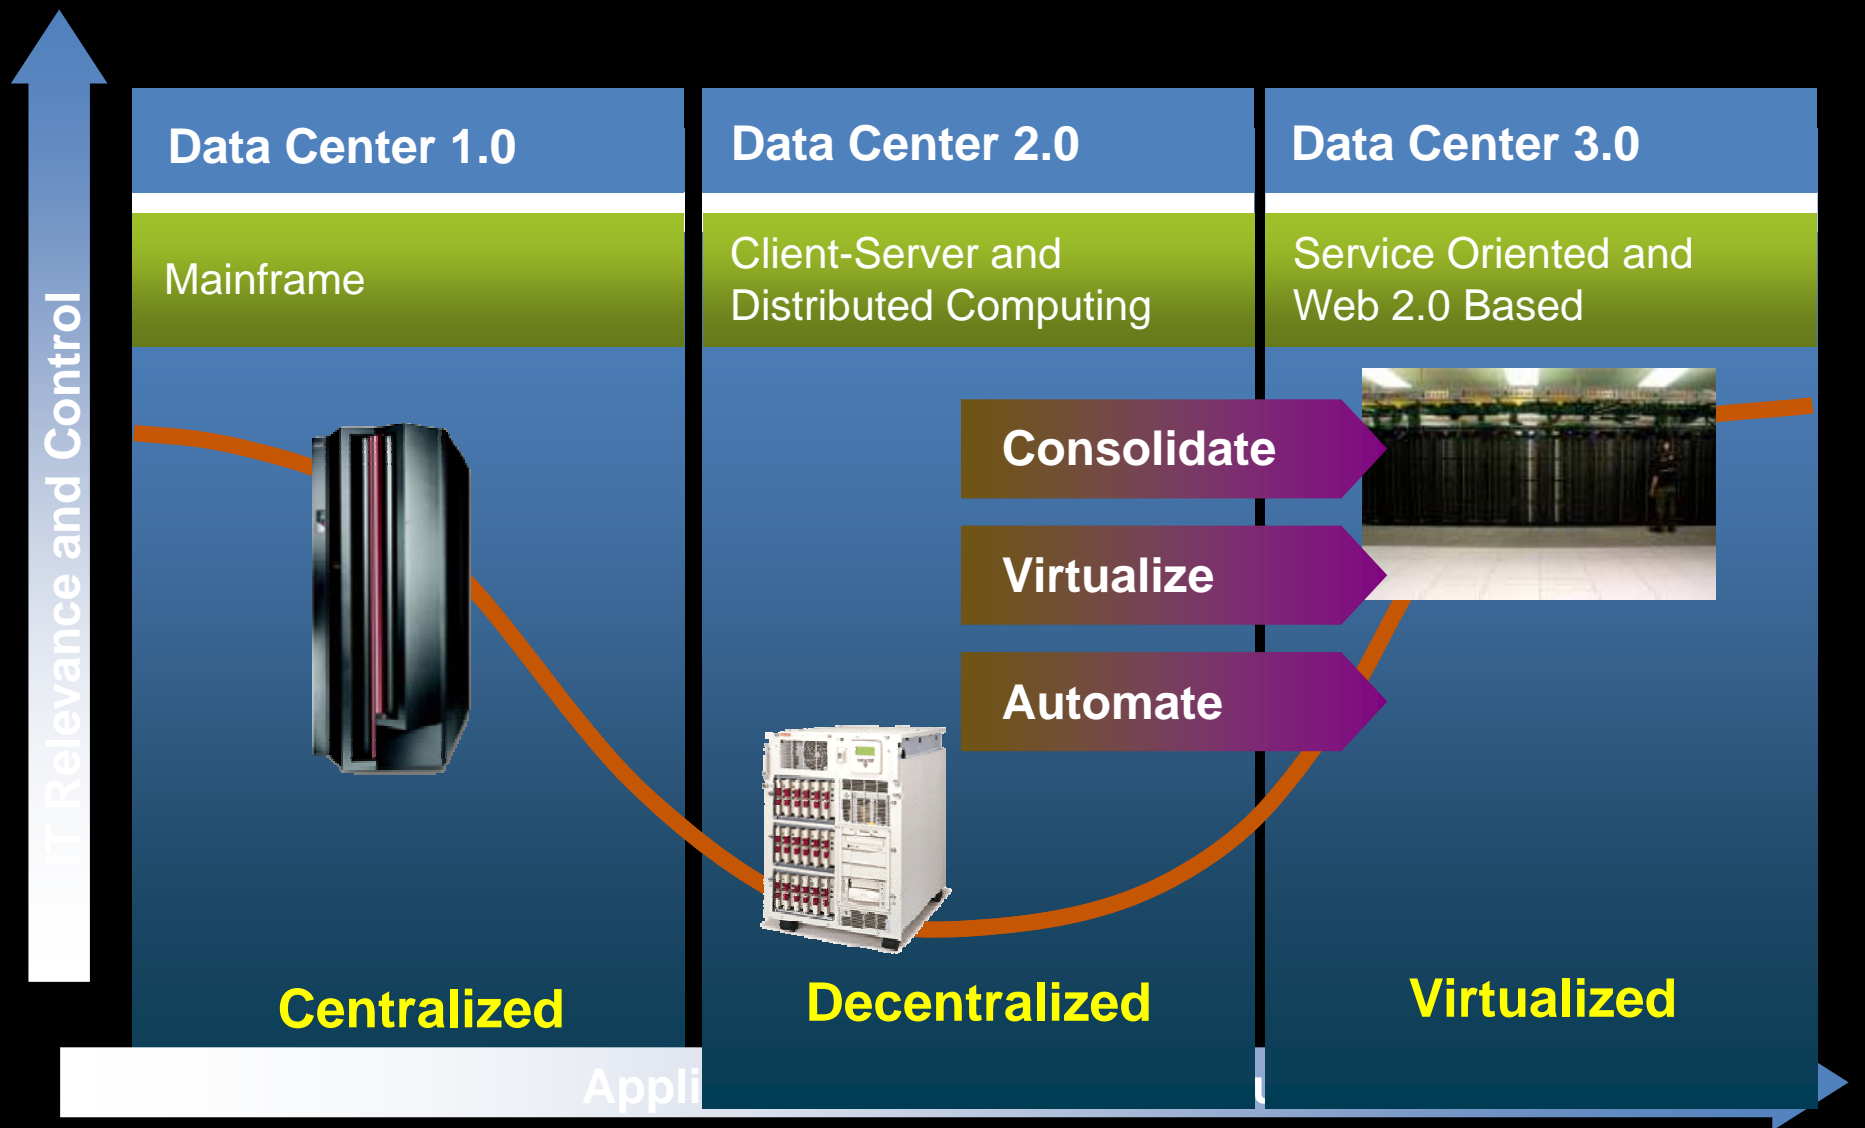 Data Center 1.0
Data Center 2.0
Data Center 3.0
Mainframe
Client-Server and
Distributed Computing
Service Oriented and
Web 2.0 Based
IT Relevance and Control
Consolidate
Virtualize
Automate
Centralized
Decentralized
Virtualized